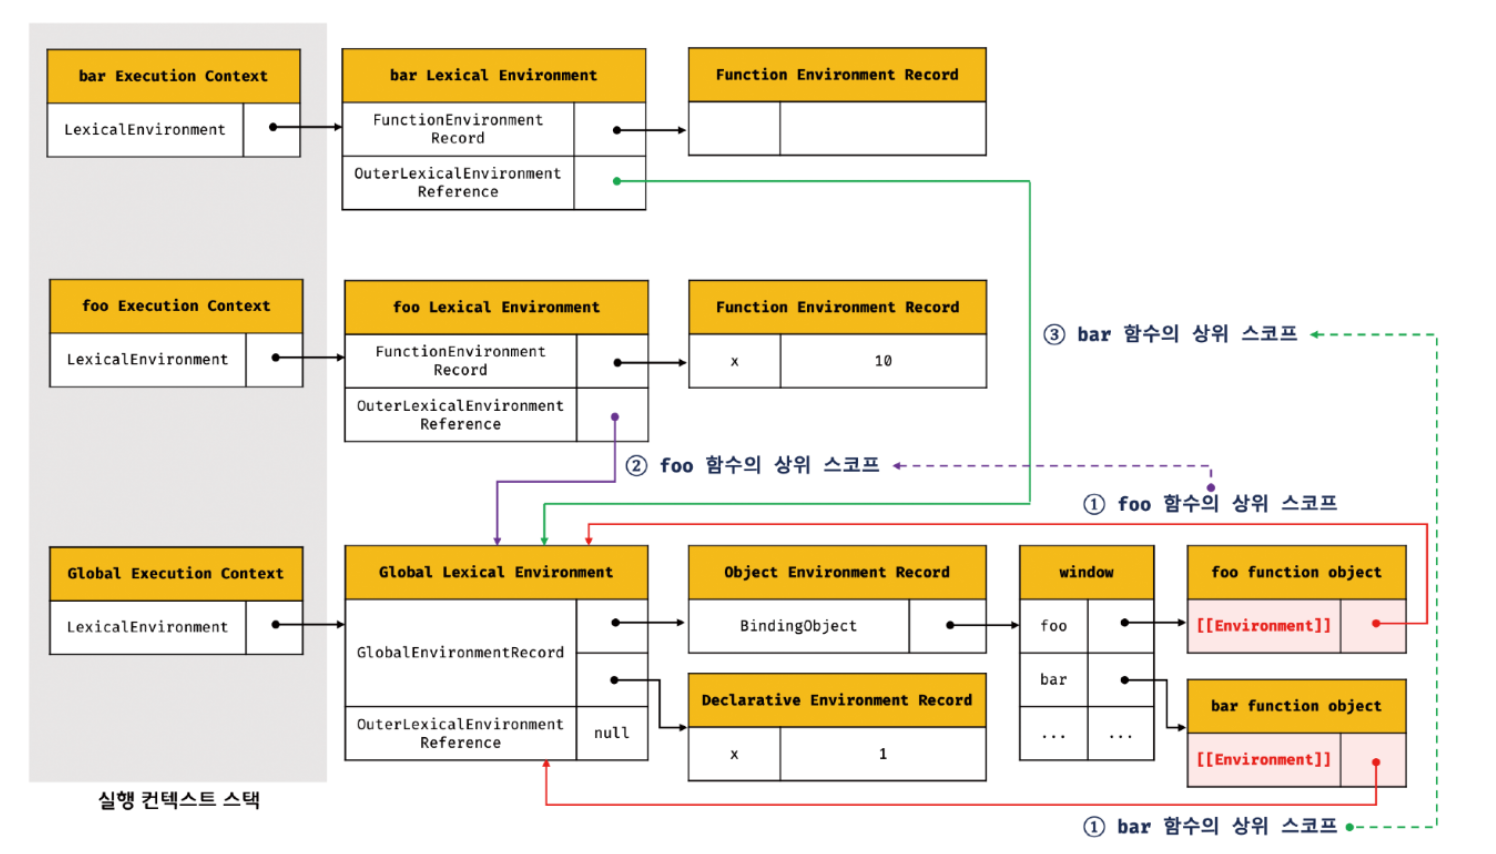 bar Execution Context
LexicalEnvironment
bar Lexical Environment
FunctionEnvironment
Record
OuterLexicalEnvironment
Reference
Function Environment Record
foo Execution Context
LexicalEnvironment
foo Lexical Environment
FunctionEnvironment
Record
OuterLexicalEnvironment
Reference
Function Environment Record
x 10
③ bar 함수의 상위 스코프
② foo 함수의 상위 스코프
① foo 함수의 상위 스코프
Global Execution Context
LexicalEnvironment
Global Lexical Environment
GlobalEnvironmentRecord
OuterLexicalEnvironment
Reference
null
Object Environment Record
BindingObject
Declarative Environment Record
x 1
window
foo
bar
... ...
foo function object
[[Environment]]
bar function object
[[Environment]]
실행 컨텍스트 스택
① bar 함수의 상위 스코프